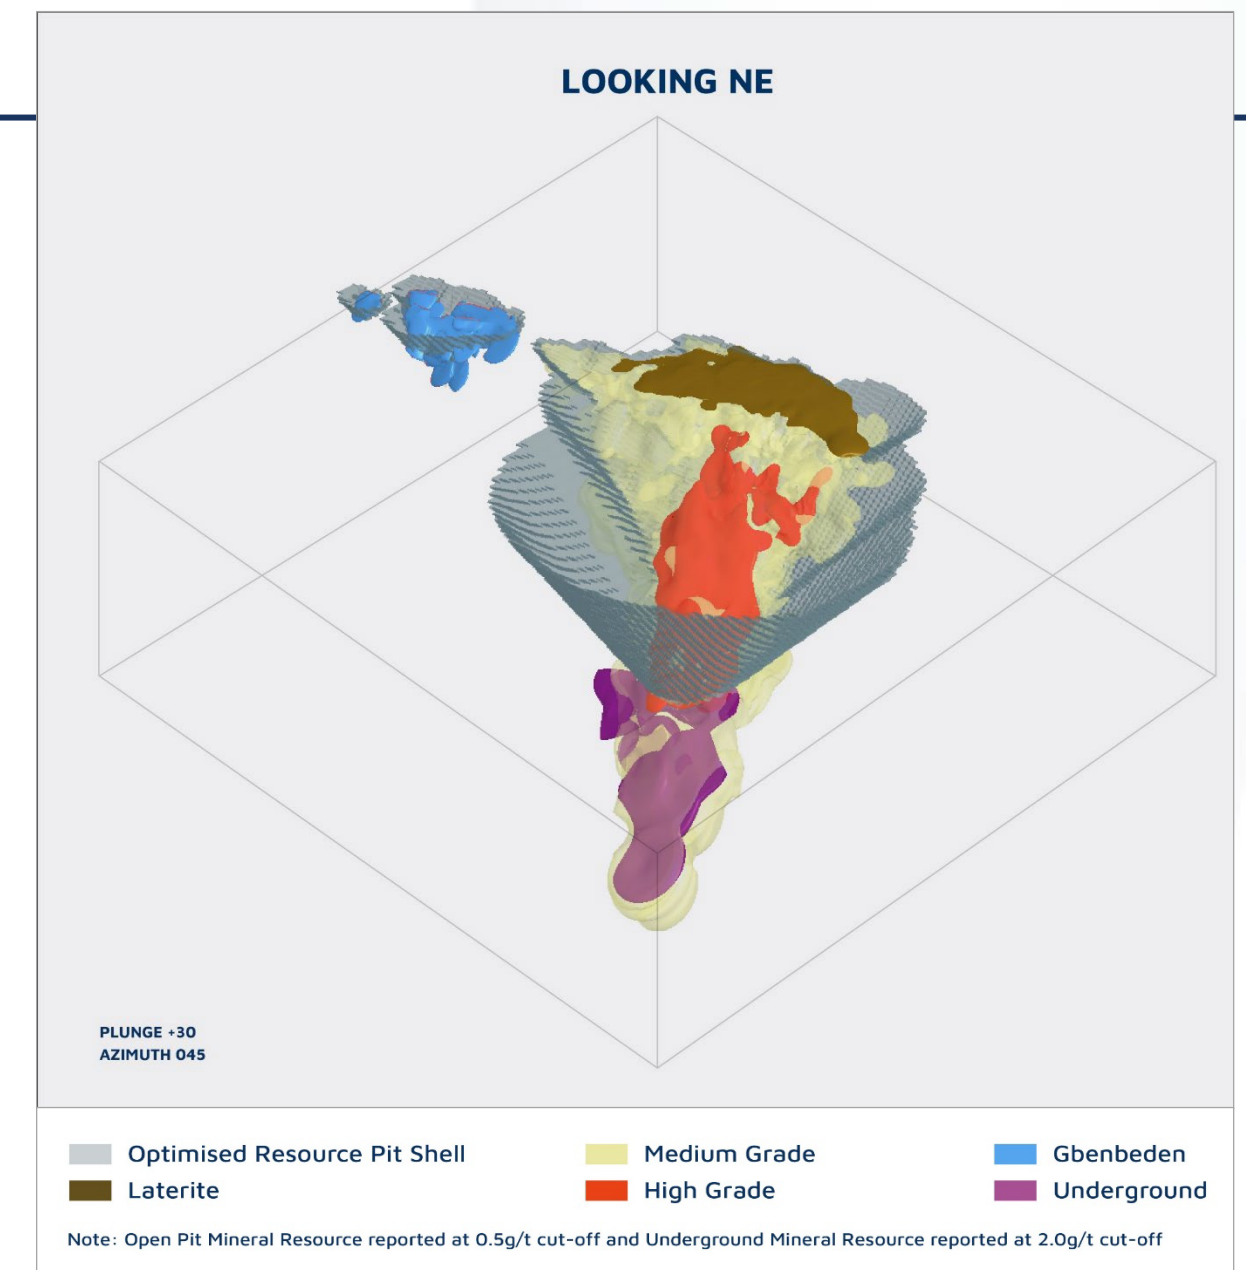 LOOKING NE
PLUNGE +30
AZIMUTH 045
Optimised Resource Pit Shell
Medium Grade
Gbenbeden
Laterite
High Grade
Underground
Note: Open Pit Mineral Resource reported at 0.5g/t cut-off and Underground Mineral Resource reported at 2.0g/t cut-off